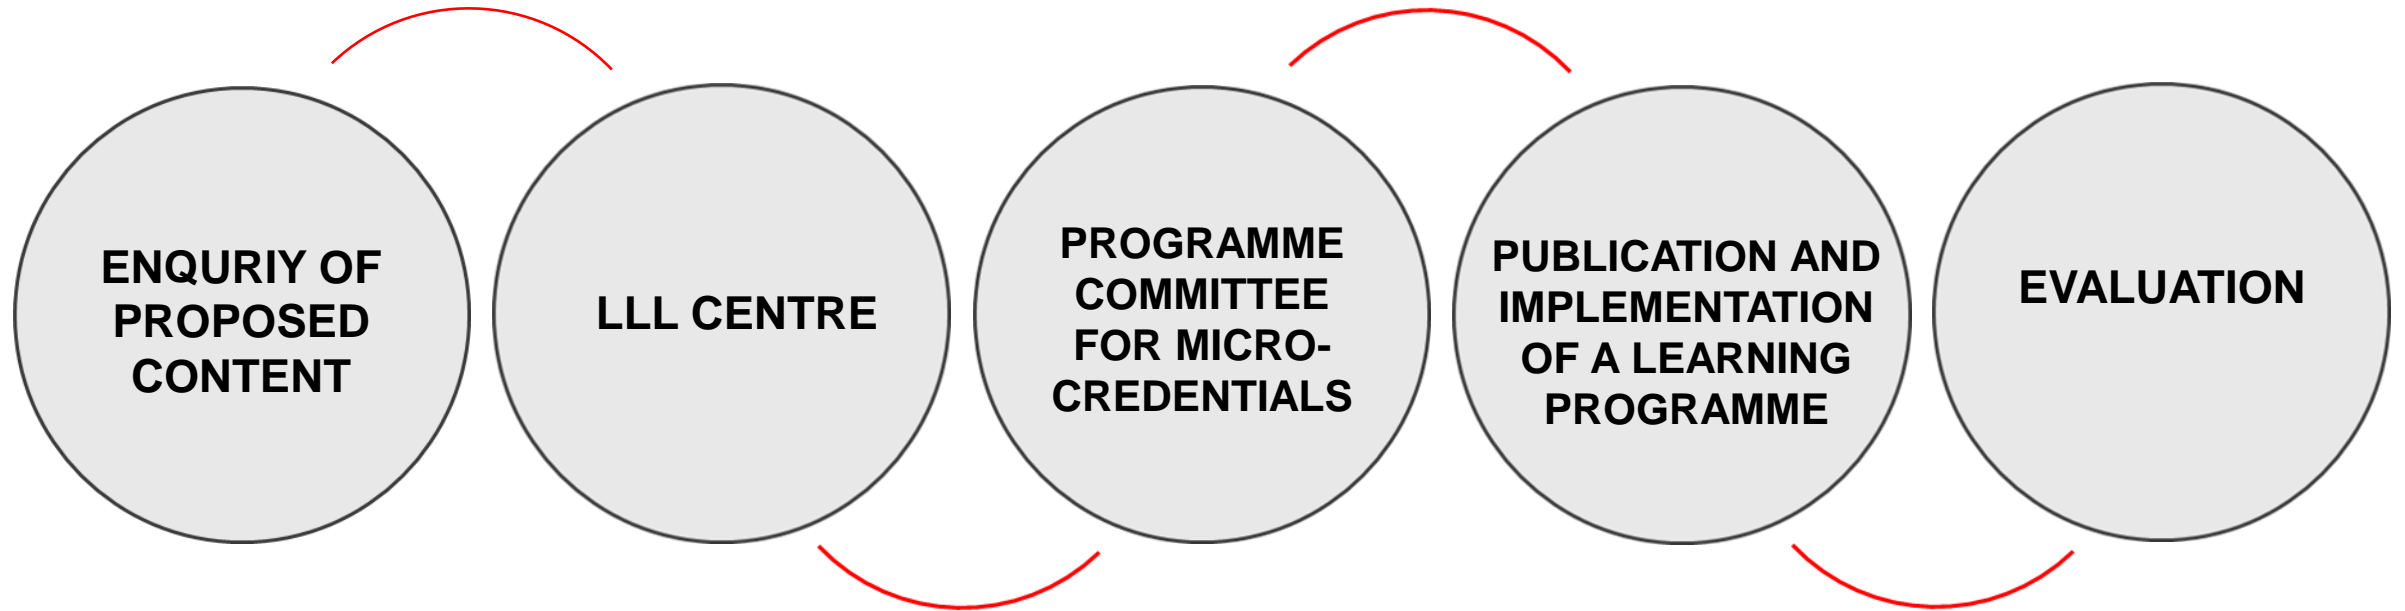 ENQURIY OF
PROPOSED
CONTENT
LLL CENTRE
PROGRAMME
COMMITTEE
FOR MICRO-
CREDENTIALS
PUBLICATION AND
IMPLEMENTATION
OF A LEARNING
PROGRAMME
EVALUATION